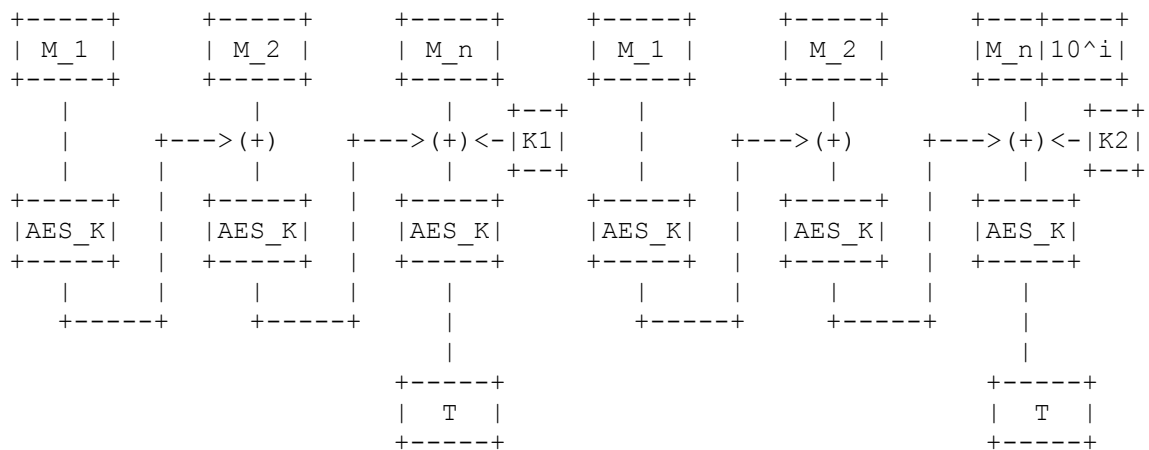 +-----+     +-----+     +-----+     +-----+     +-----+     +---+----+
| M_1 |     | M_2 |     | M_n |     | M_1 |     | M_2 |     |M_n|10^i|
+-----+     +-----+     +-----+     +-----+     +-----+     +---+----+
   |           |           |   +--+    |           |           |   +--+
   |     +--->(+)    +--->(+)<-|K1|    |     +--->(+)    +--->(+)<-|K2|
   |     |     |     |     |   +--+    |     |     |     |     |   +--+
+-----+  |  +-----+  |  +-----+     +-----+  |  +-----+  |  +-----+
|AES_K|  |  |AES_K|  |  |AES_K|     |AES_K|  |  |AES_K|  |  |AES_K|
+-----+  |  +-----+  |  +-----+     +-----+  |  +-----+  |  +-----+
   |     |     |     |     |           |     |     |     |     |
   +-----+     +-----+     |           +-----+     +-----+     |
                           |                                   |
                        +-----+                              +-----+
                        |  T  |                              |  T  |
                        +-----+                              +-----+